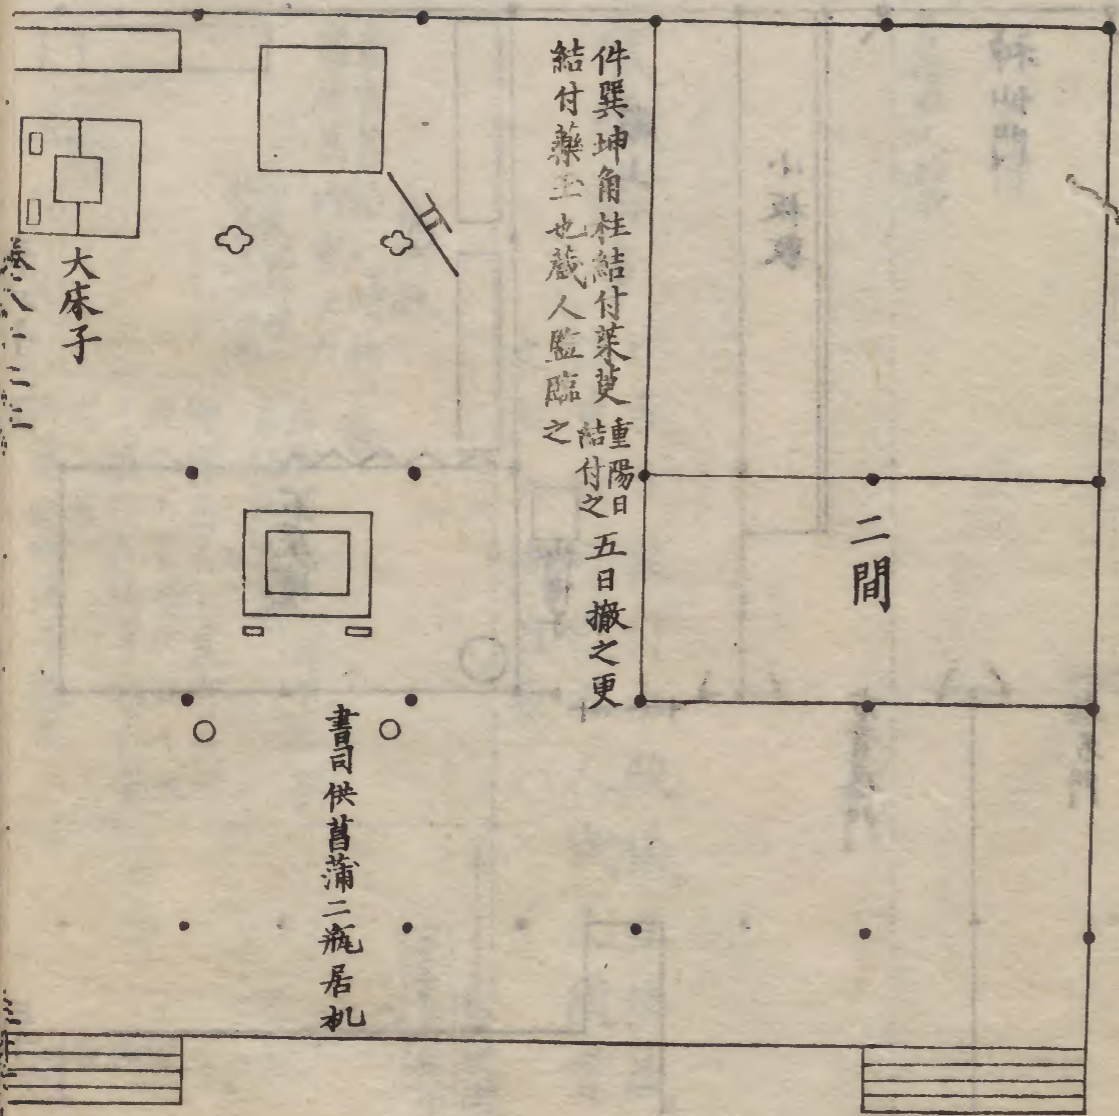 二間
件巽坤角柱結付茱萸重陽日結付之五日撤之更
結付藥玉也蔵人監臨之
書司供菖蒲二瓶居机
大床子